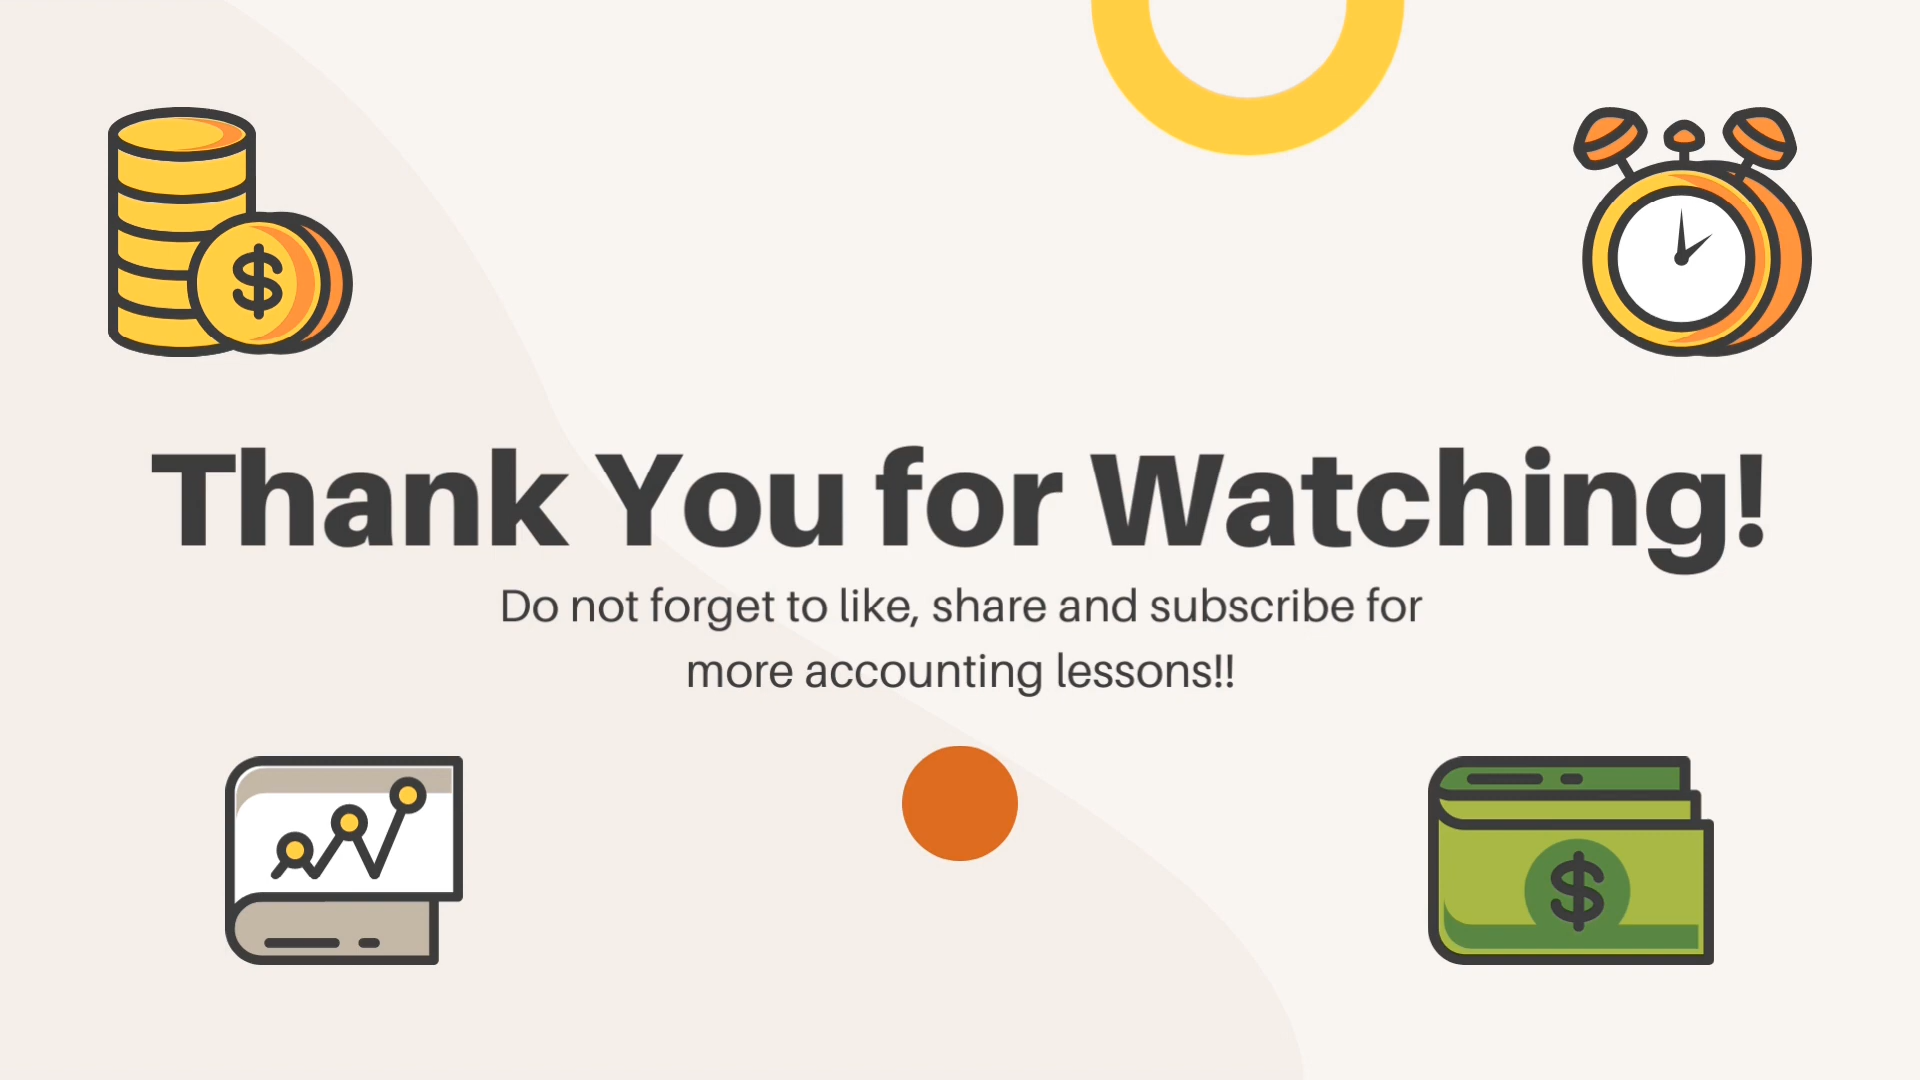 Thank You for Watching!
Do not forget to like, share and subscribe for
more accounting lessons!!
$
$